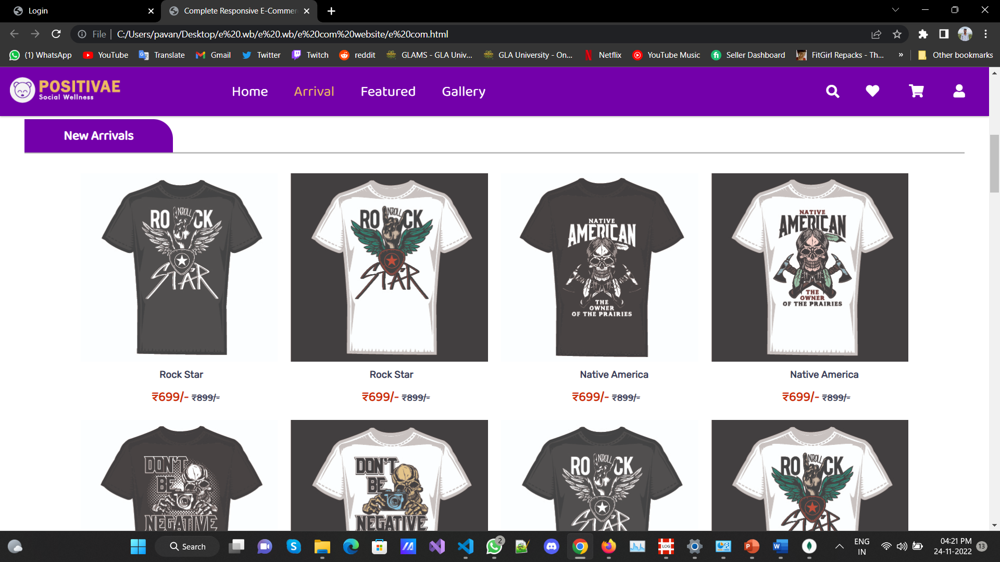 Login
Complete Responsive E-Commer
File
C:/Users/pavan/Desktop/e%20.wb/e%20.wb/e%20com%20website/e%20com.html
(1) WhatsApp
YouTube
Translate
Gmail
Twitter
Twitch
reddit
GLAMS - GLA Univ...
GLA University - On...
Netflix
YouTube Music
Seller Dashboard
FitGirl Repacks - Th...
»
Other bookmarks
POSITIVAE
Social Wellness
Home
Arrival
Featured
Gallery
New Arrivals
RO N'ROLL CK
STAR
RO N'ROLL CK
STAR
NATIVE
AMERICAN
THE
OWNER
OF THE PRAIRIES
NATIVE
AMERICAN
THE
OWNER
OF THE PRAIRIES
Rock Star
Rock Star
Native America
Native America
₹699/- ₹899/-
₹699/- ₹899/-
₹699/- ₹899/-
₹699/- ₹899/-
DON'T
BE
NEGATIVE
DON'T
BE
NEGATIVE
RO N'ROLL CK
STAR
RO N'ROLL CK
STAR
Search
2
LOG
ENG
IN
04:21 PM
24-11-2022
13